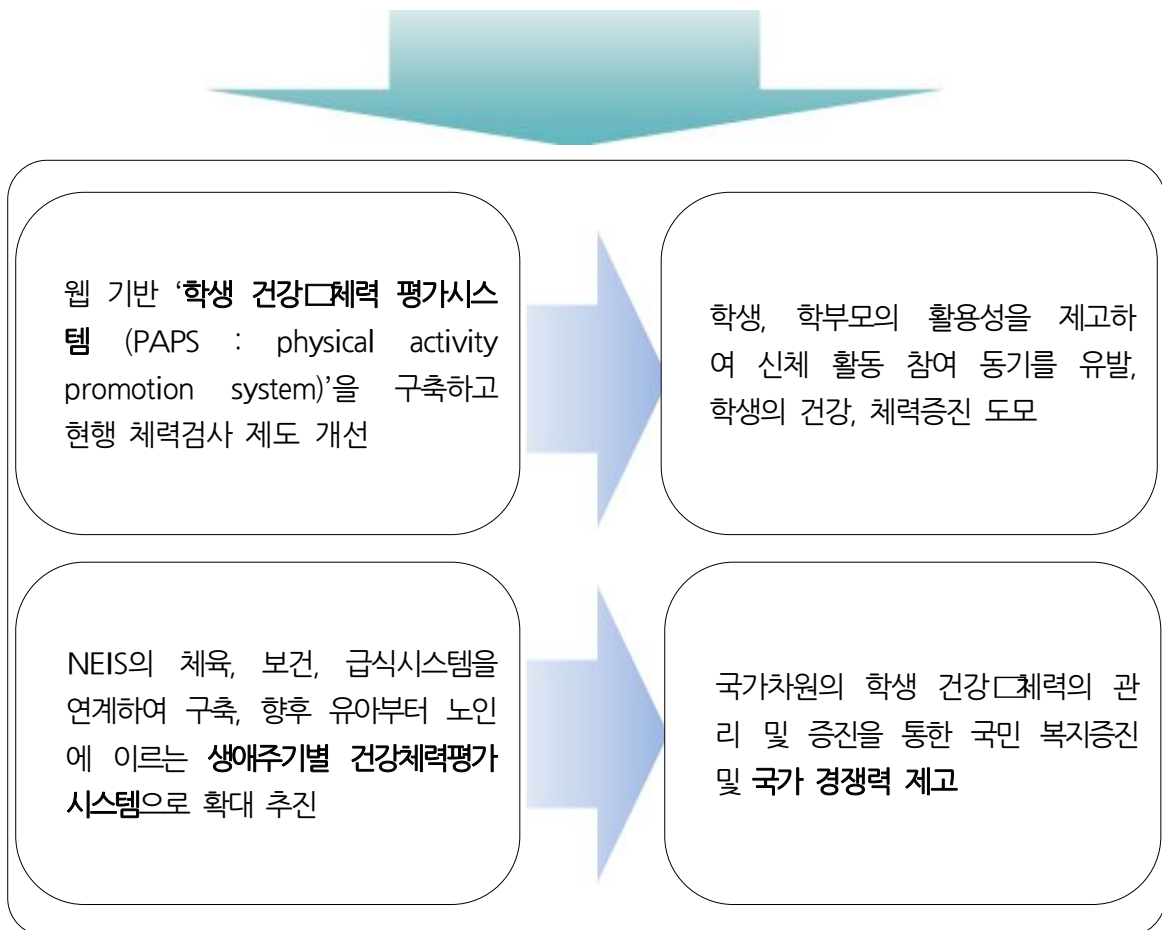 웹 기반 ‘학생 건강□체력 평가시스
템 (PAPS : physical activity
promotion system)’을 구축하고
현행 체력검사 제도 개선
학생, 학부모의 활용성을 제고하
여 신체 활동 참여 동기를 유발,
학생의 건강, 체력증진 도모
NEIS의 체육, 보건, 급식시스템을
연계하여 구축, 향후 유아부터 노인
에 이르는 생애주기별 건강체력평가
시스템으로 확대 추진
국가차원의 학생 건강□체력의 관
리 및 증진을 통한 국민 복지증진
및 국가 경쟁력 제고